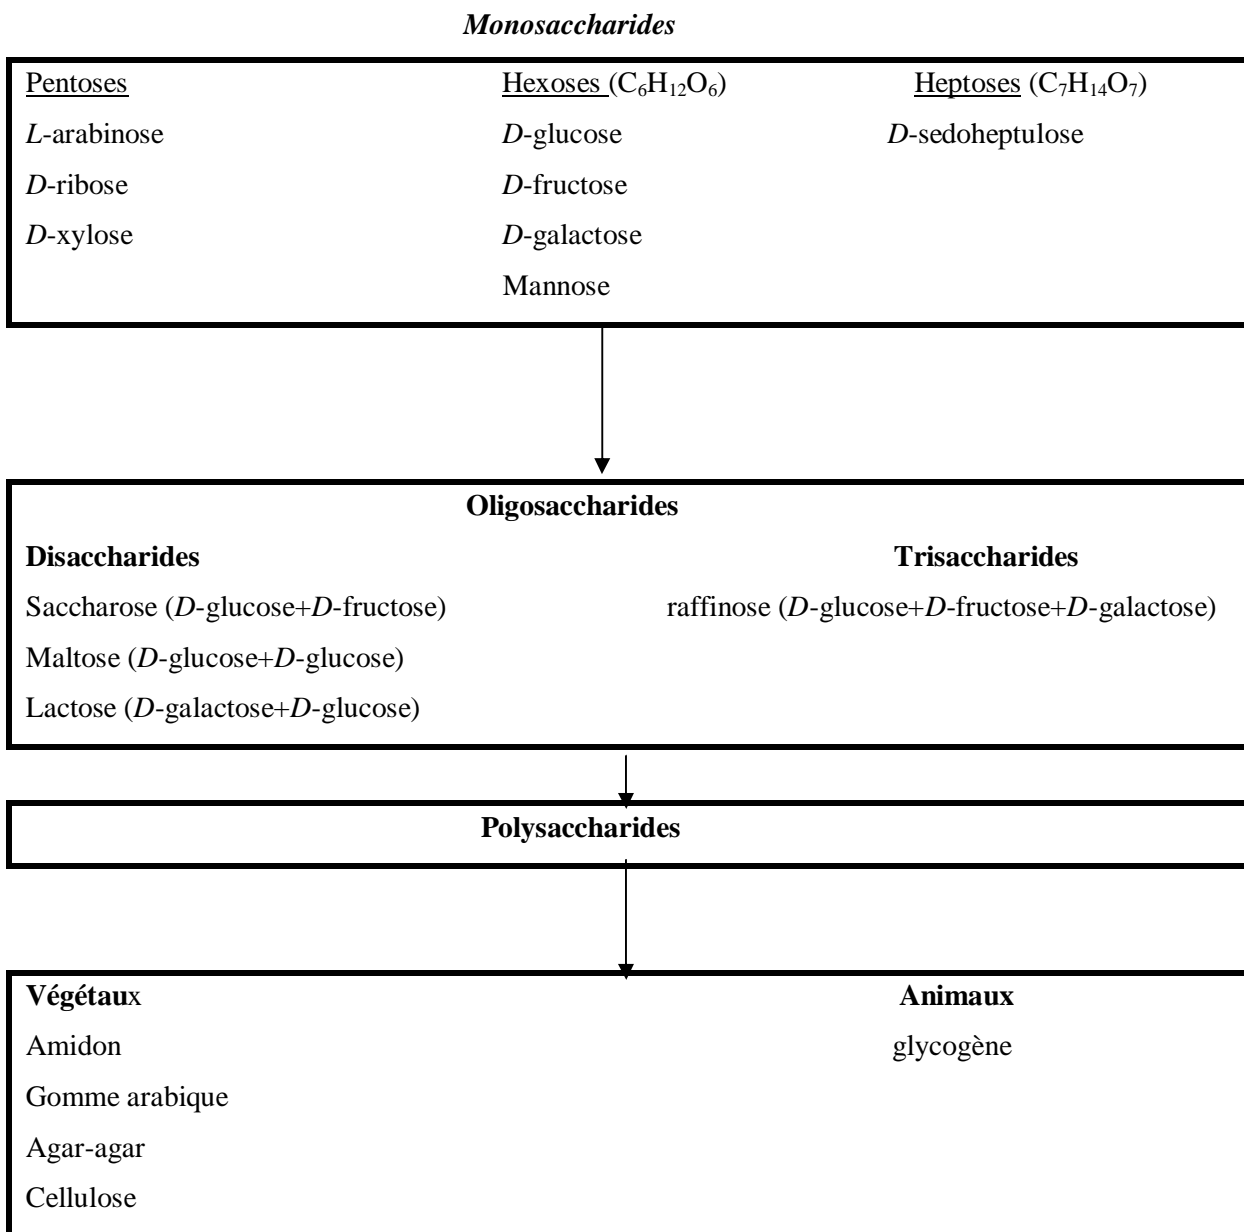 Monosaccharides
Pentoses Hexoses (C₆H₁₂O₆) Heptoses (C₇H₁₄O₇)
L-arabinose D-glucose D-sedoheptulose
D-ribose D-fructose
D-xylose D-galactose
Mannose
Oligosaccharides
Disaccharides Trisaccharides
Saccharose (D-glucose+D-fructose) raffinose (D-glucose+D-fructose+D-galactose)
Maltose (D-glucose+D-glucose)
Lactose (D-galactose+D-glucose)
Polysaccharides
Végétaux Animaux
Amidon glycogène
Gomme arabique
Agar-agar
Cellulose